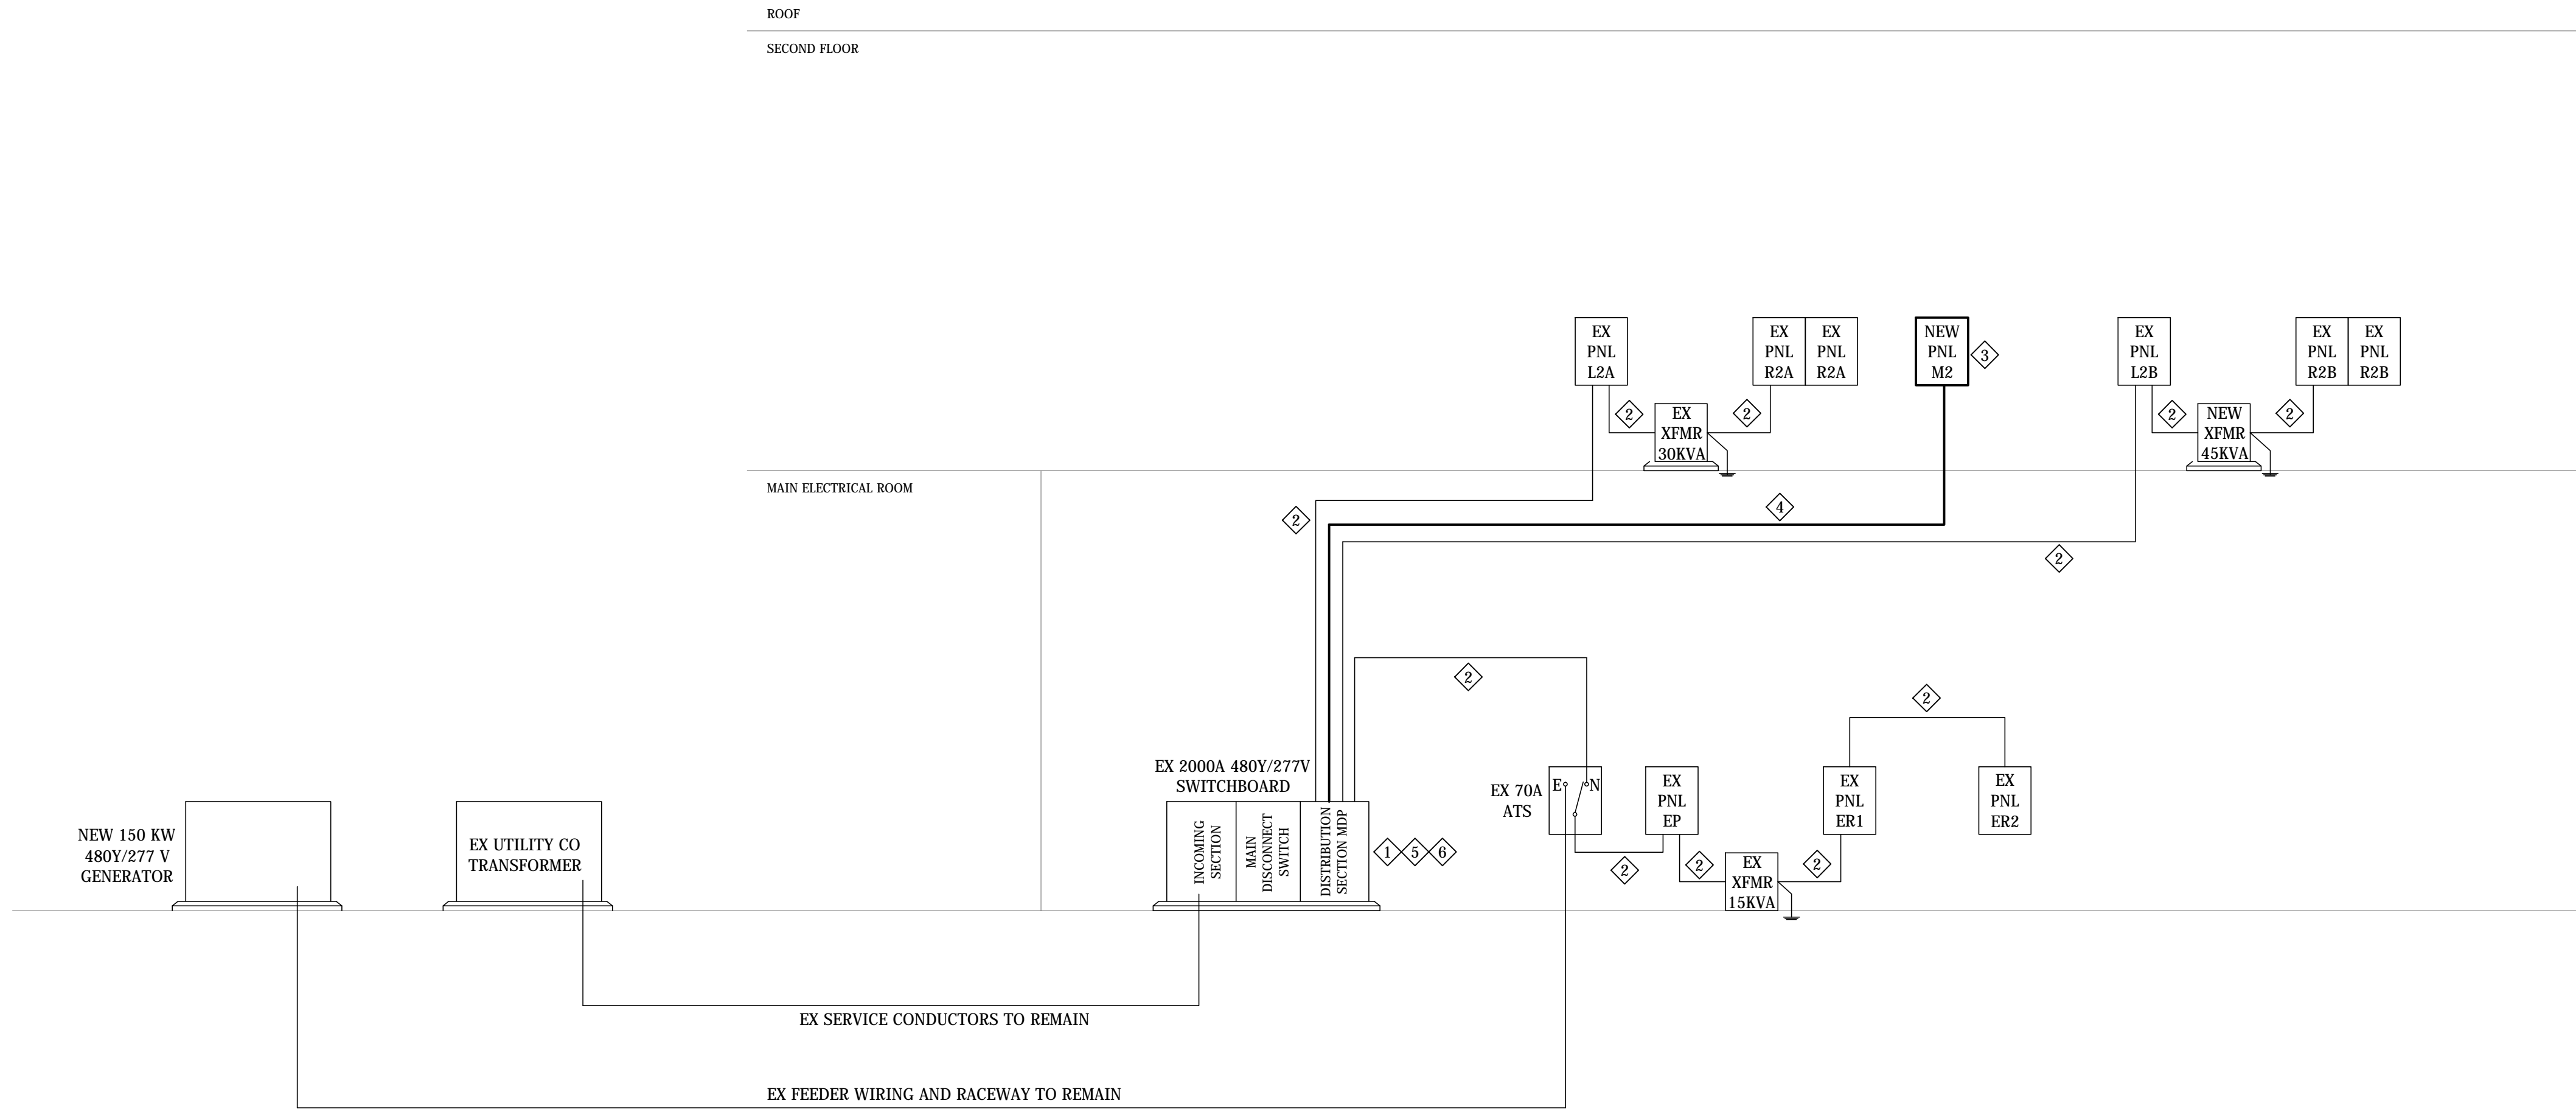 ROOF
SECOND FLOOR
EX
PNL
L2A
EX
PNL
R2A
EX
PNL
R2A
NEW
PNL
M2
3
EX
PNL
L2B
EX
PNL
R2B
EX
PNL
R2B
2
EX
XFMR
30KVA
2
2
NEW
XFMR
45KVA
2
MAIN ELECTRICAL ROOM
2
4
2
2
2
EX 2000A 480Y/277V
SWITCHBOARD
INCOMING
SECTION
MAIN
DISCONNECT
SWITCH
DISTRIBUTION
SECTION MDP
1
5
6
EX 70A
ATS
E
N
EX
PNL
EP
EX
PNL
ER1
EX
PNL
ER2
2
2
EX
XFMR
15KVA
2
NEW 150 KW
480Y/277 V
GENERATOR
EX UTILITY CO
TRANSFORMER
EX SERVICE CONDUCTORS TO REMAIN
EX FEEDER WIRING AND RACEWAY TO REMAIN